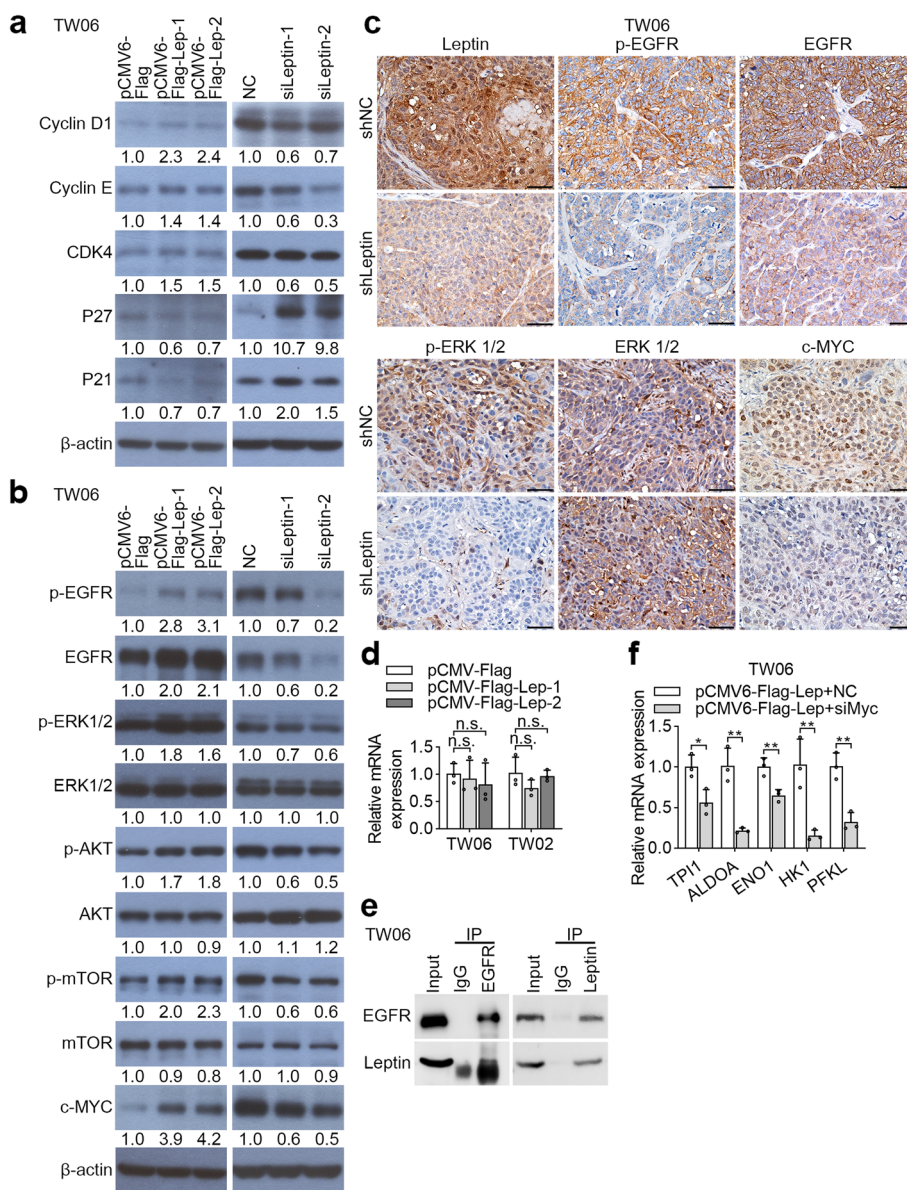 a
TW06
pCMV6-
Flag
pCMV6-
Flag-Lep-1
pCMV6-
Flag-Lep-2
NC
siLeptin-1
siLeptin-2
Cyclin D1
1.0 2.3 2.4 1.0 0.6 0.7
Cyclin E
1.0 1.4 1.4 1.0 0.6 0.3
CDK4
1.0 1.5 1.5 1.0 0.6 0.5
P27
1.0 0.6 0.7 1.0 10.7 9.8
P21
1.0 0.7 0.7 1.0 2.0 1.5
β-actin
b
TW06
pCMV6-
Flag
pCMV6-
Flag-Lep-1
pCMV6-
Flag-Lep-2
NC
siLeptin-1
siLeptin-2
p-EGFR
1.0 2.8 3.1 1.0 0.7 0.2
EGFR
1.0 2.0 2.1 1.0 0.6 0.2
p-ERK1/2
1.0 1.8 1.6 1.0 0.7 0.6
ERK1/2
1.0 1.0 1.0 1.0 1.0 1.0
p-AKT
1.0 1.7 1.8 1.0 0.6 0.5
AKT
1.0 1.0 0.9 1.0 1.1 1.2
p-mTOR
1.0 2.0 2.3 1.0 0.6 0.6
mTOR
1.0 0.9 0.8 1.0 1.0 0.9
c-MYC
1.0 3.9 4.2 1.0 0.6 0.5
β-actin
c
TW06
Leptin p-EGFR EGFR
shNC
shLeptin
p-ERK 1/2 ERK 1/2 c-MYC
shNC
shLeptin
d
pCMV-Flag
pCMV-Flag-Lep-1
pCMV-Flag-Lep-2
Relative mRNA
expression
1.5
1.0
0.5
0.0
n.s.
n.s.
n.s.
n.s.
TW06 TW02
e
TW06
IP IP
Input IgG EGFR Input IgG Leptin
EGFR
Leptin
f
TW06
pCMV6-Flag-Lep+NC
pCMV6-Flag-Lep+siMyc
Relative mRNA expression
1.5
1.0
0.5
0.0
* ** ** ** **
TPI1 ALDOA ENO1 HK1 PFKL